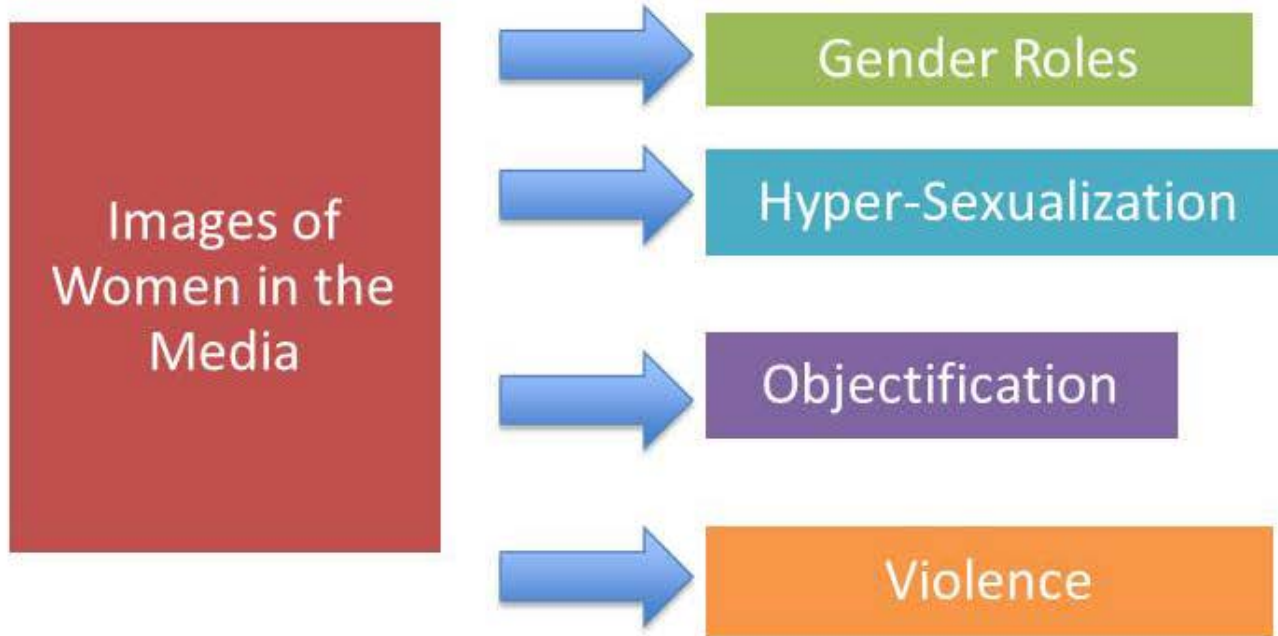 Images of
Women in the
Media
Gender Roles
Hyper-Sexualization
Objectification
Violence